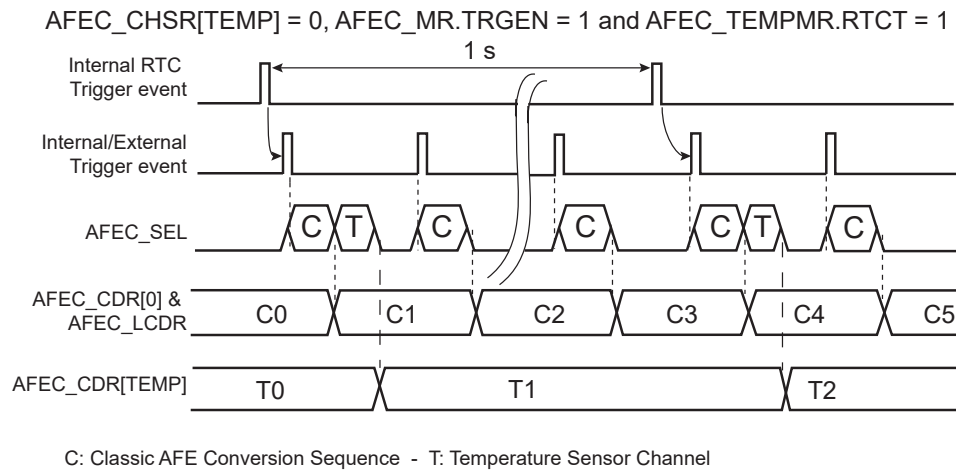 AFEC_CHSR[TEMP] = 0, AFEC_MR.TRGEN = 1 and AFEC_TEMPMR.RTCT = 1
1 s
Internal RTC
Trigger event
Internal/External
Trigger event
AFEC_SEL
C T C C C T C
AFEC_CDR[0] &
AFEC_LCDR
C0 C1 C2 C3 C4 C5
AFEC_CDR[TEMP]
T0 T1 T2
C: Classic AFE Conversion Sequence - T: Temperature Sensor Channel